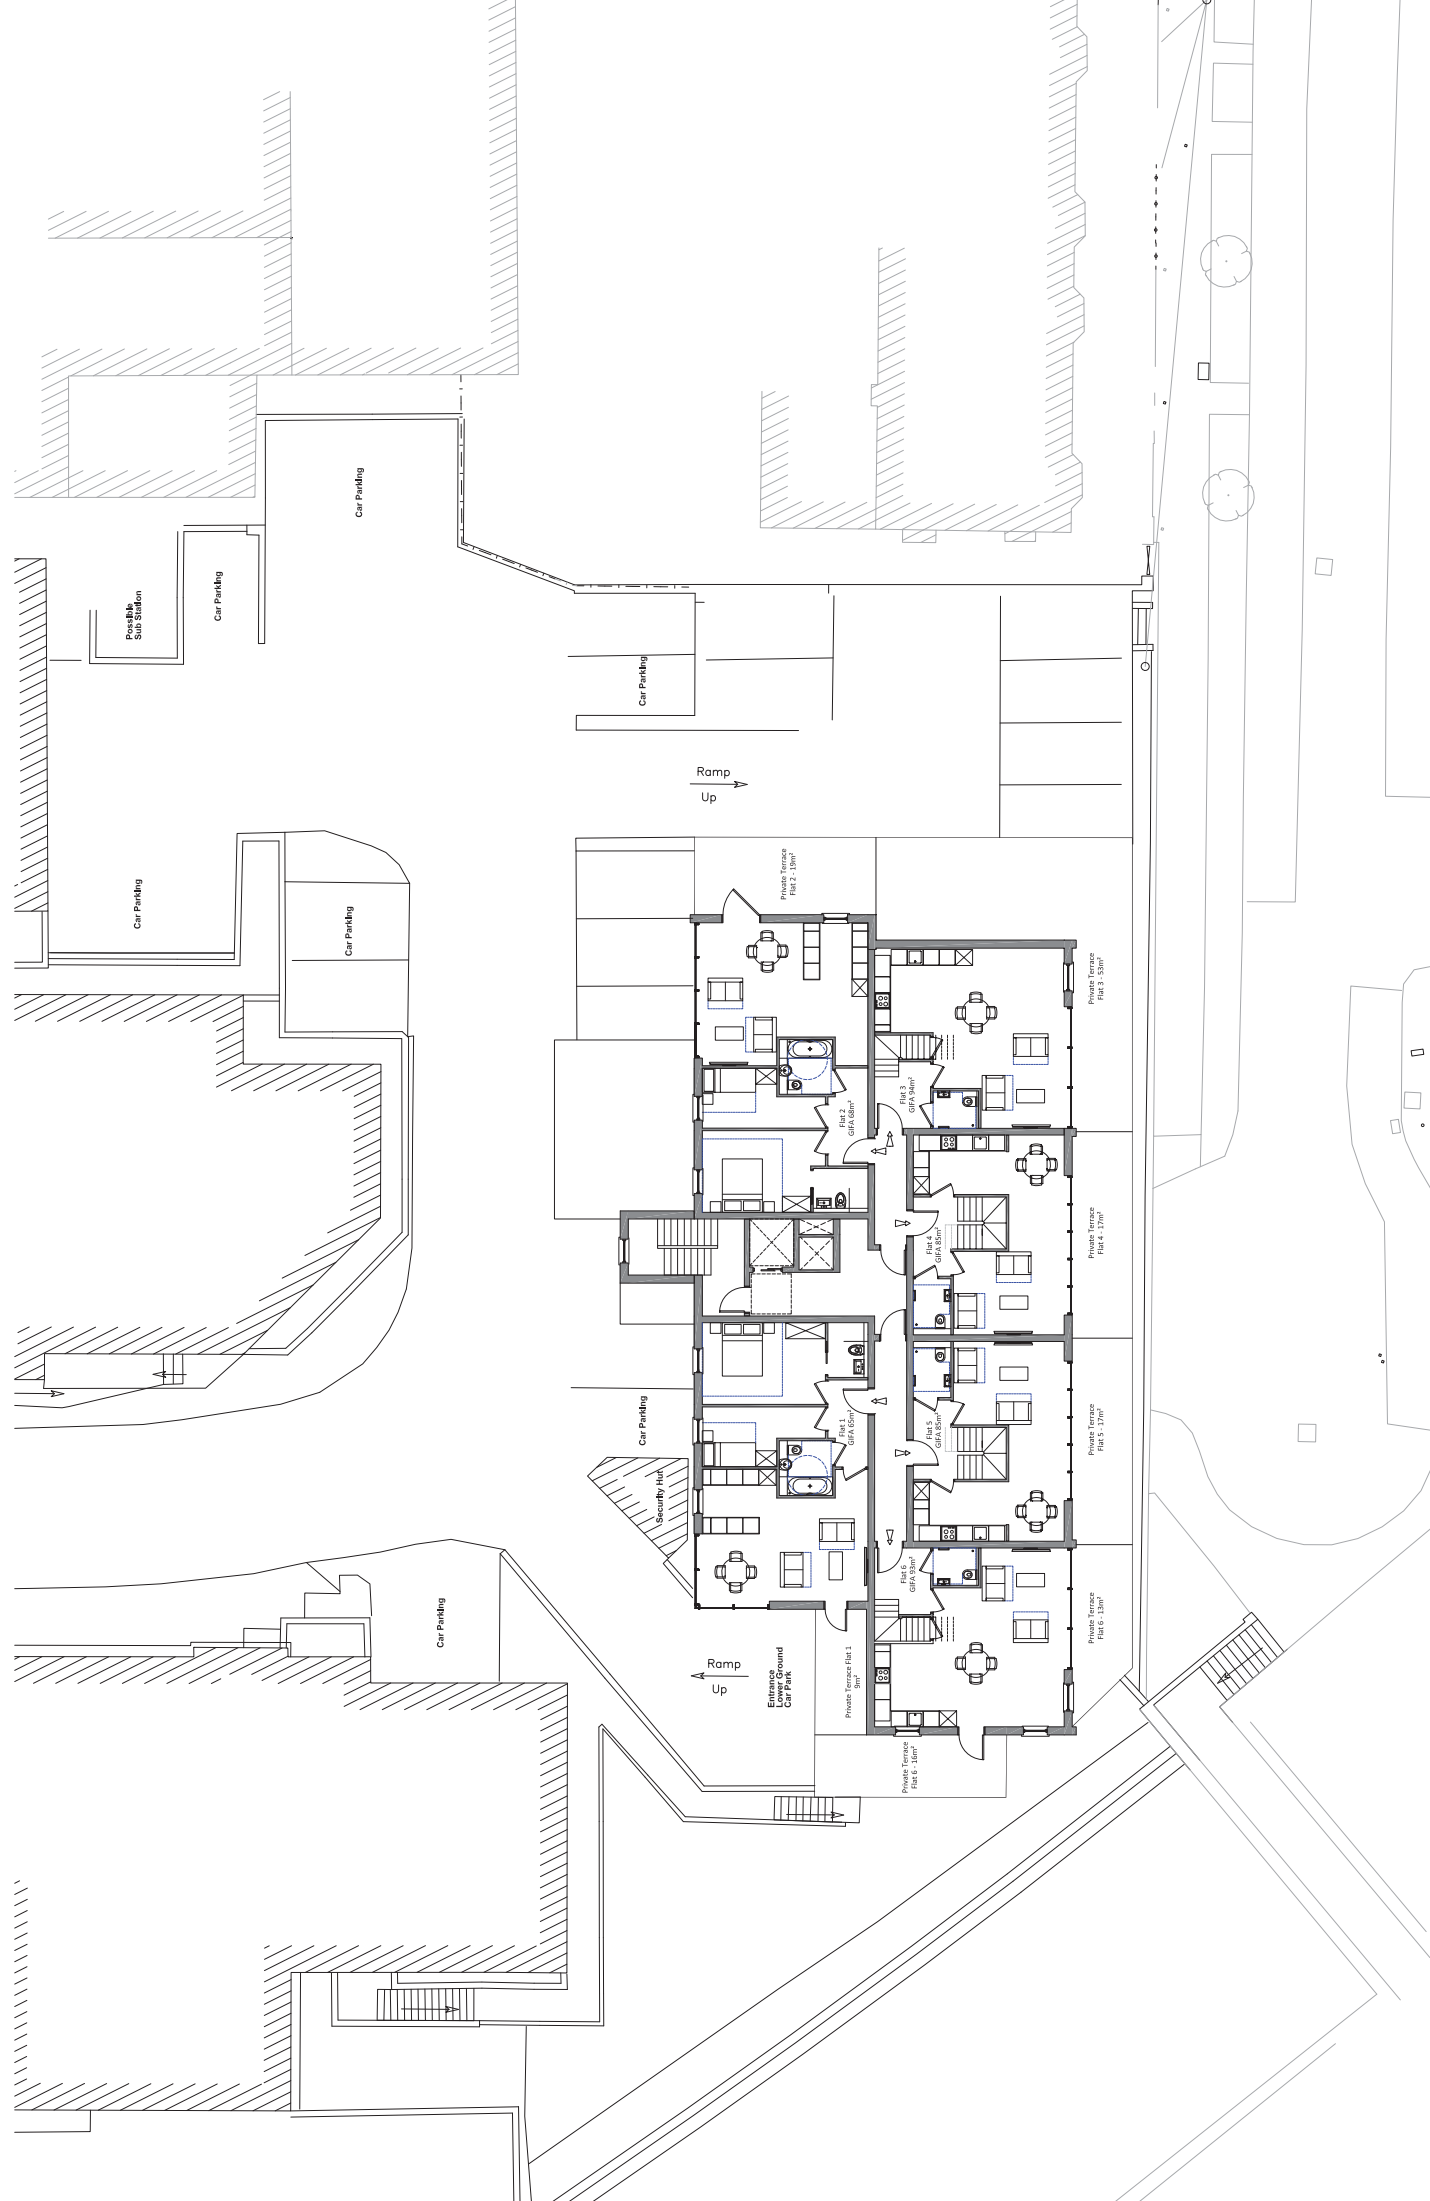 Car Parking
Possible
Sub Station
Car Parking
Car Parking
Ramp
Up
Car Parking
Car Parking
Private Terrace
Flat 2 - 19m²
Private Terrace
Flat 3 - 53m²
Flat 3
GIFA 94m²
Flat 2
GIFA 68m²
Flat 4
GIFA 85m²
Private Terrace
Flat 4 - 17m²
Car Parking
Security Hut
Flat 1
GIFA 65m²
Flat 5
GIFA 85m²
Private Terrace
Flat 5 - 17m²
Flat 6
GIFA 93m²
Private Terrace
Flat 6 - 13m²
Car Parking
Ramp
Up
Entrance
Lower Ground
Car Park
Private Terrace Flat 1
9m²
Private Terrace
Flat 6 - 16m²